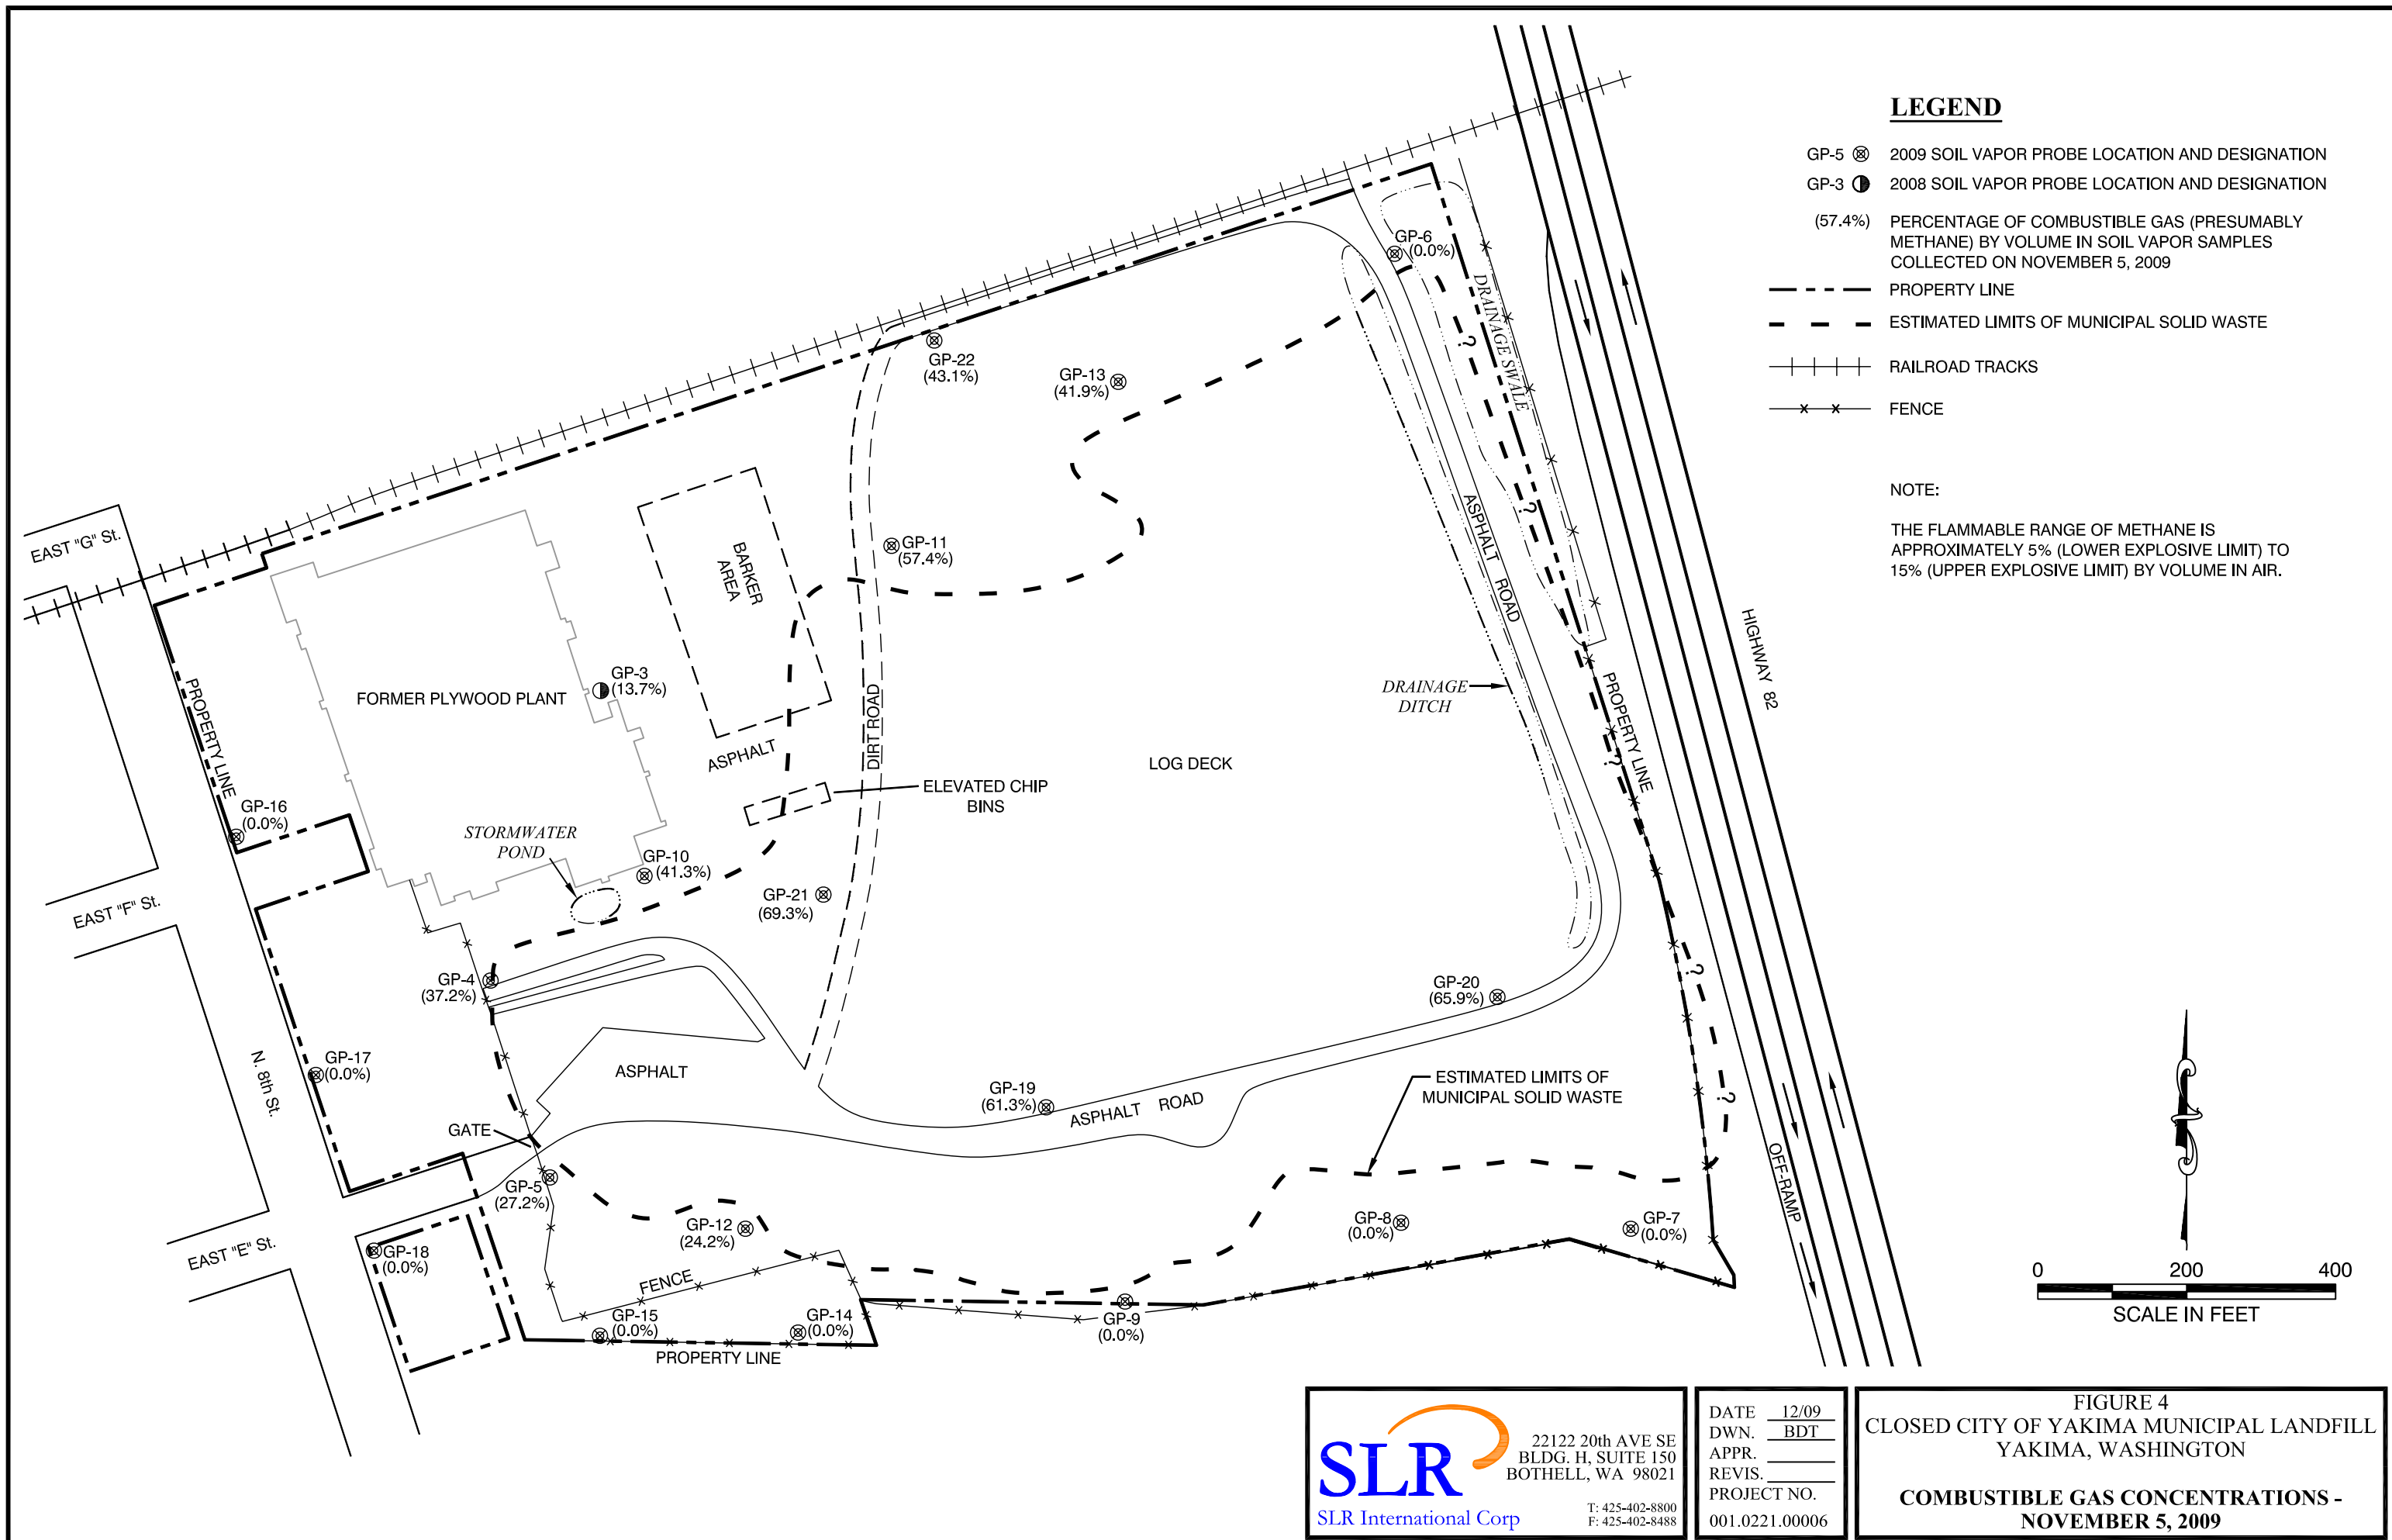 LEGEND
GP-5 2009 SOIL VAPOR PROBE LOCATION AND DESIGNATION
GP-3 2008 SOIL VAPOR PROBE LOCATION AND DESIGNATION
(57.4%) PERCENTAGE OF COMBUSTIBLE GAS (PRESUMABLY
METHANE) BY VOLUME IN SOIL VAPOR SAMPLES
COLLECTED ON NOVEMBER 5, 2009
PROPERTY LINE
ESTIMATED LIMITS OF MUNICIPAL SOLID WASTE
RAILROAD TRACKS
FENCE
NOTE:
THE FLAMMABLE RANGE OF METHANE IS
APPROXIMATELY 5% (LOWER EXPLOSIVE LIMIT) TO
15% (UPPER EXPLOSIVE LIMIT) BY VOLUME IN AIR.
GP-6
(0.0%)
DRAINAGE SWALE
?
?
GP-22
(43.1%)
GP-13
(41.9%)
EAST "G" St.
GP-11
(57.4%)
BARKER
AREA
ASPHALT ROAD
HIGHWAY 82
PROPERTY LINE
GP-3
(13.7%)
FORMER PLYWOOD PLANT
ASPHALT
DIRT ROAD
DRAINAGE
DITCH
PROPERTY LINE
?
LOG DECK
ELEVATED CHIP
BINS
GP-16
(0.0%)
STORMWATER
POND
GP-10
(41.3%)
GP-21
(69.3%)
EAST "F" St.
GP-4
(37.2%)
GP-20
(65.9%)
?
GP-17
(0.0%)
N. 8th St.
ASPHALT
GP-19
(61.3%)
ASPHALT ROAD
ESTIMATED LIMITS OF
MUNICIPAL SOLID WASTE
?
GATE
OFF-RAMP
GP-5
(27.2%)
GP-12
(24.2%)
GP-8
(0.0%)
GP-7
(0.0%)
EAST "E" St.
GP-18
(0.0%)
FENCE
GP-15
(0.0%)
GP-14
(0.0%)
GP-9
(0.0%)
PROPERTY LINE
0 200 400
SCALE IN FEET
SLR
SLR International Corp
22122 20th AVE SE
BLDG. H, SUITE 150
BOTHELL, WA 98021
T: 425-402-8800
F: 425-402-8488
DATE 12/09
DWN. BDT
APPR.
REVIS.
PROJECT NO.
001.0221.00006
FIGURE 4
CLOSED CITY OF YAKIMA MUNICIPAL LANDFILL
YAKIMA, WASHINGTON
COMBUSTIBLE GAS CONCENTRATIONS -
NOVEMBER 5, 2009